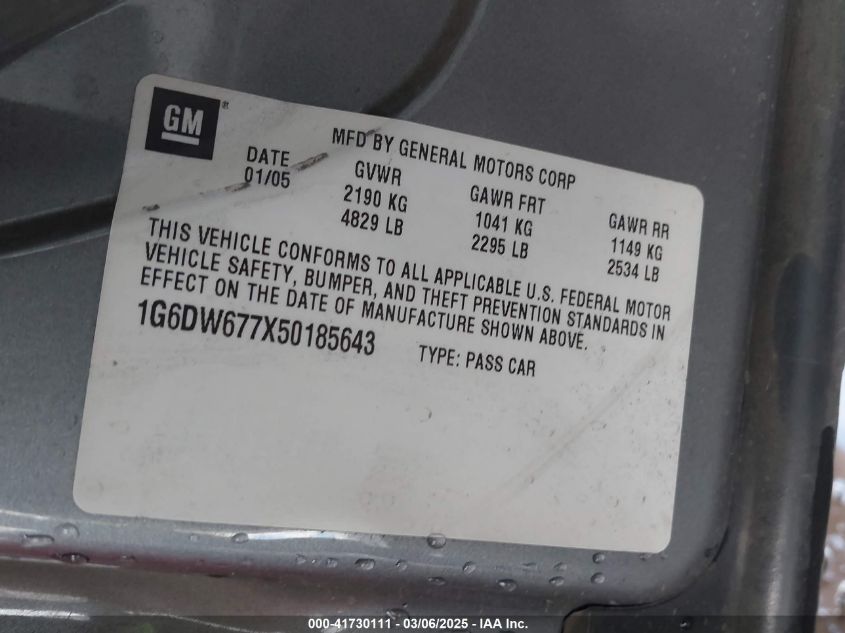 GM®
MFD BY GENERAL MOTORS CORP
DATE GVWR GAWR FRT GAWR RR
01/05 2190 KG 1041 KG 1149 KG
4829 LB 2295 LB 2534 LB
THIS VEHICLE CONFORMS TO ALL APPLICABLE U.S. FEDERAL MOTOR
VEHICLE SAFETY, BUMPER, AND THEFT PREVENTION STANDARDS IN
EFFECT ON THE DATE OF MANUFACTURE SHOWN ABOVE.
1G6DW677X50185643 TYPE: PASS CAR
000-41730111 - 03/06/2025 - IAA Inc.